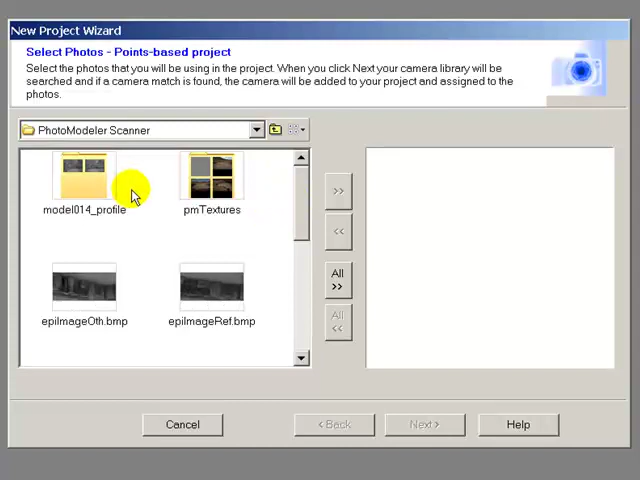 New Project Wizard
Select Photos - Points-based project
Select the photos that you will be using in the project. When you click Next your camera library will be
searched and if a camera match is found, the camera will be added to your project and assigned to the
photos.
PhotoModeler Scanner
model014_profile
pmTextures
>>
<<
All
>>
All
<<
epiImageOth.bmp
epiImageRef.bmp
Cancel
< Back
Next >
Help